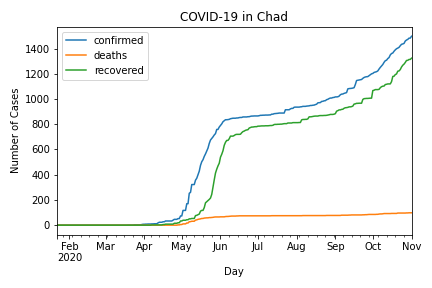 COVID-19 in Chad
confirmed
deaths
recovered
Number of Cases
1400
1200
1000
800
600
400
200
0
Feb Mar Apr May Jun Jul Aug Sep Oct Nov
2020
Day